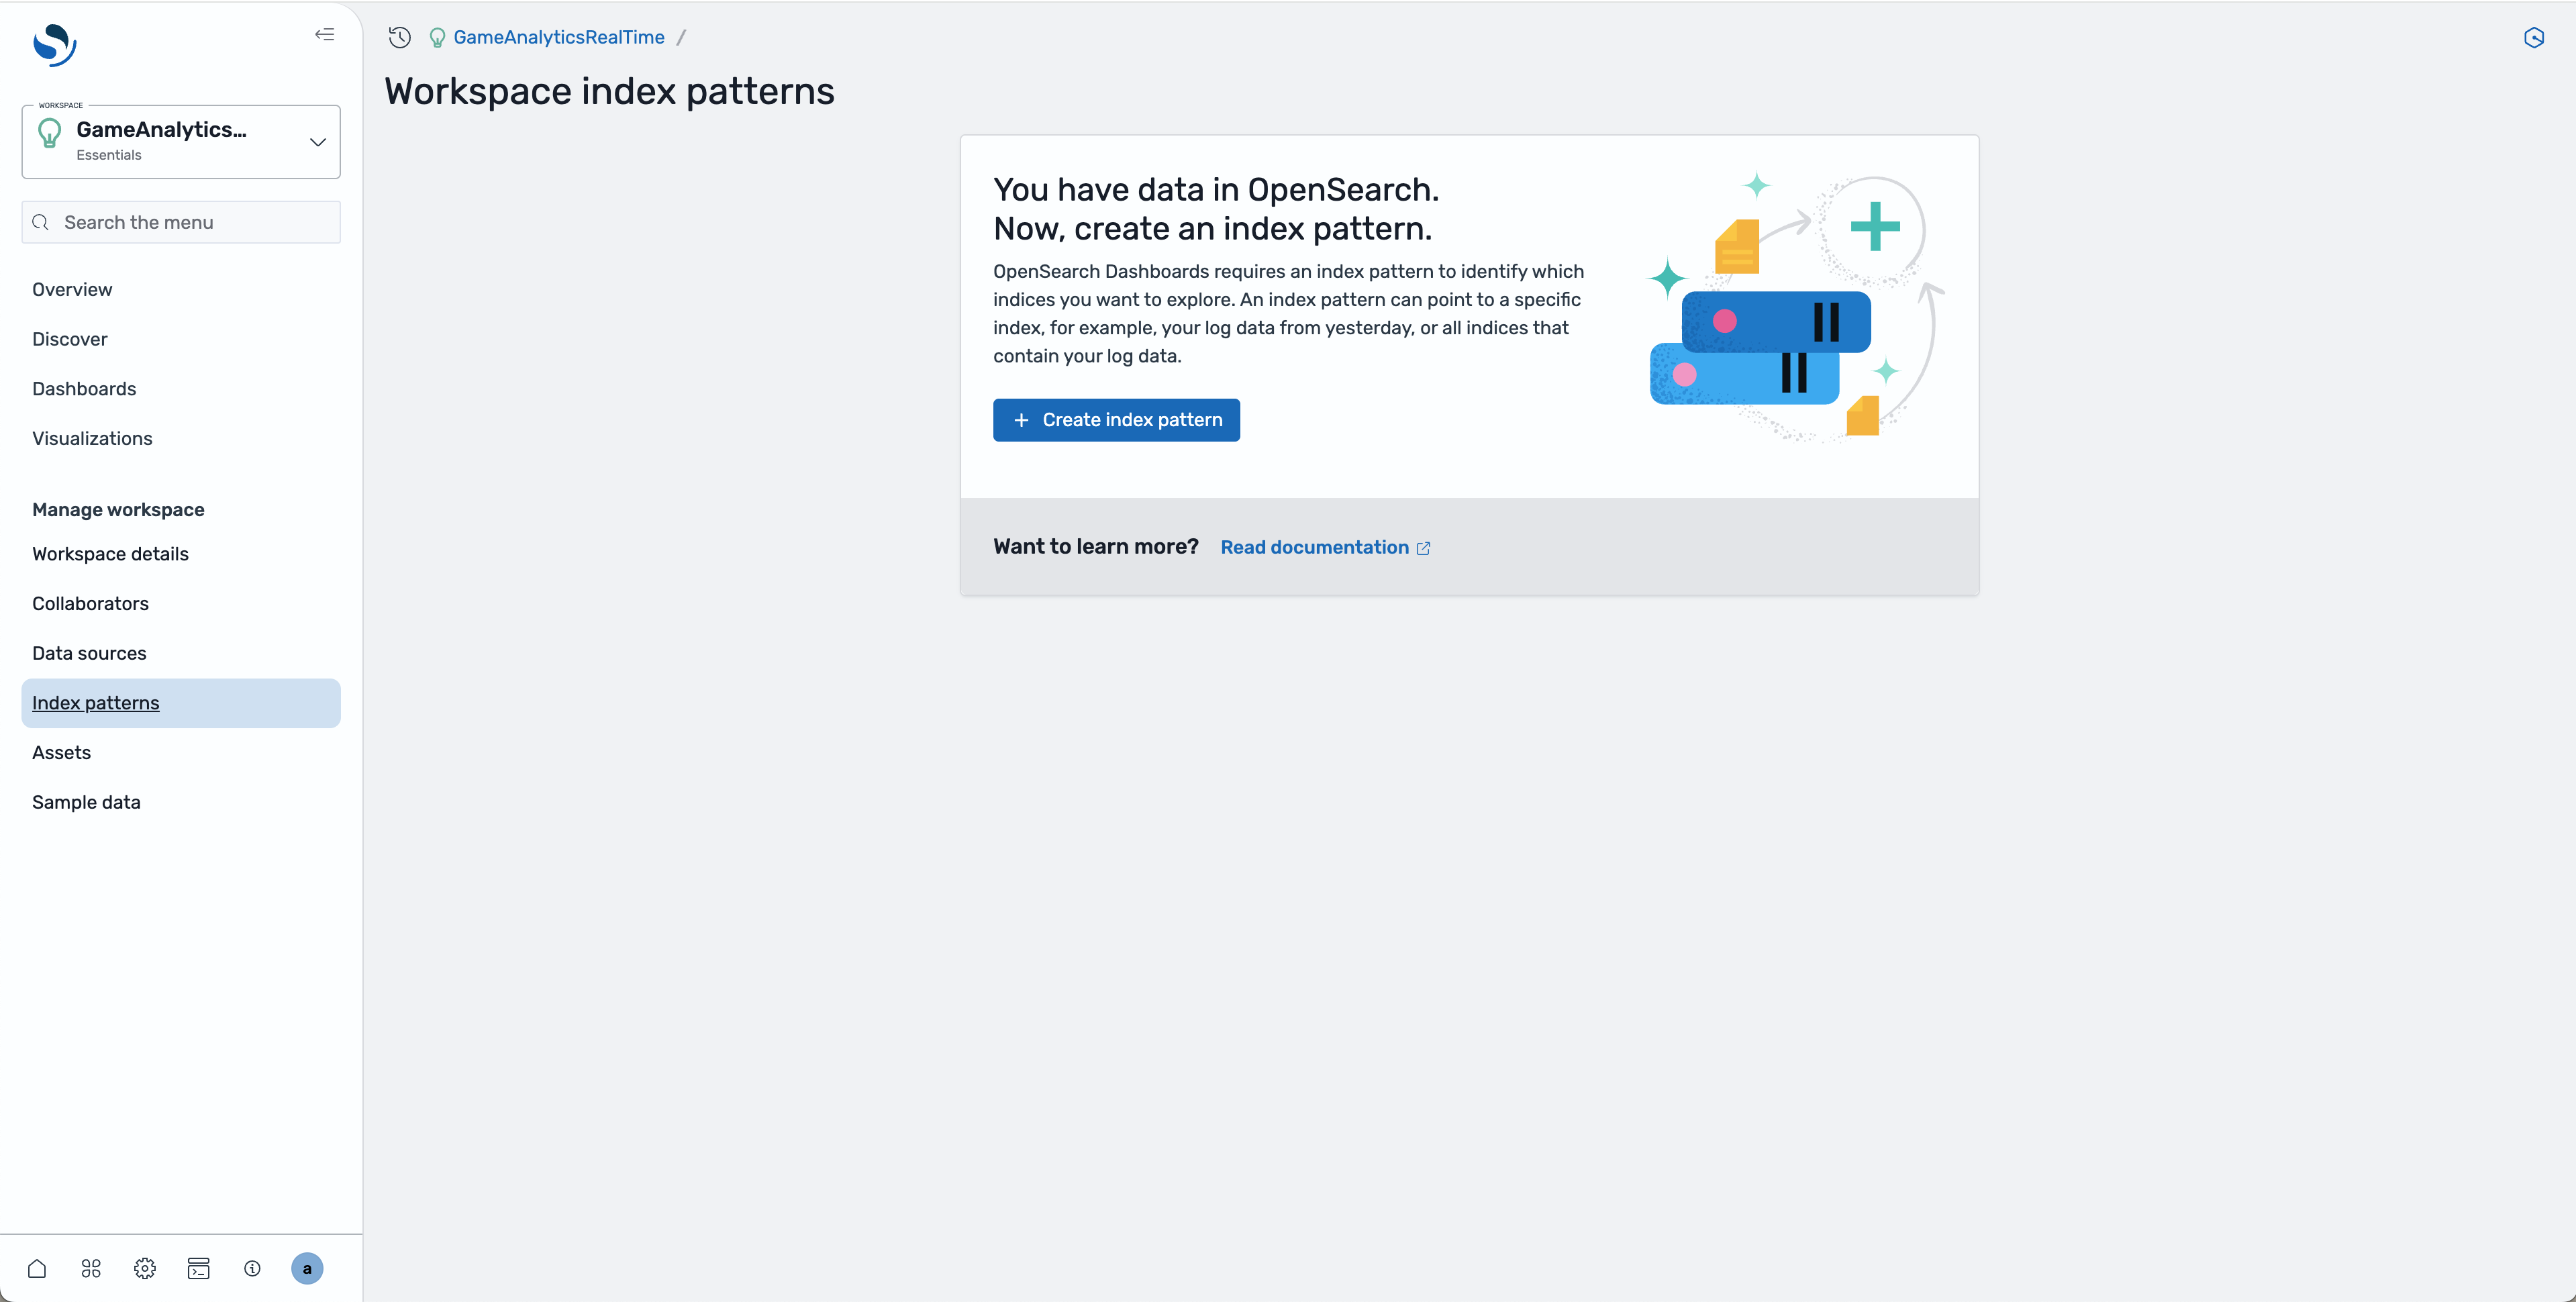 WORKSPACE
GameAnalytics...
Essentials
Search the menu
Overview
Discover
Dashboards
Visualizations
Manage workspace
Workspace details
Collaborators
Data sources
Index patterns
Assets
Sample data
a
GameAnalyticsRealTime /
Workspace index patterns
You have data in OpenSearch.
Now, create an index pattern.
OpenSearch Dashboards requires an index pattern to identify which
indices you want to explore. An index pattern can point to a specific
index, for example, your log data from yesterday, or all indices that
contain your log data.
Create index pattern
Want to learn more? Read documentation